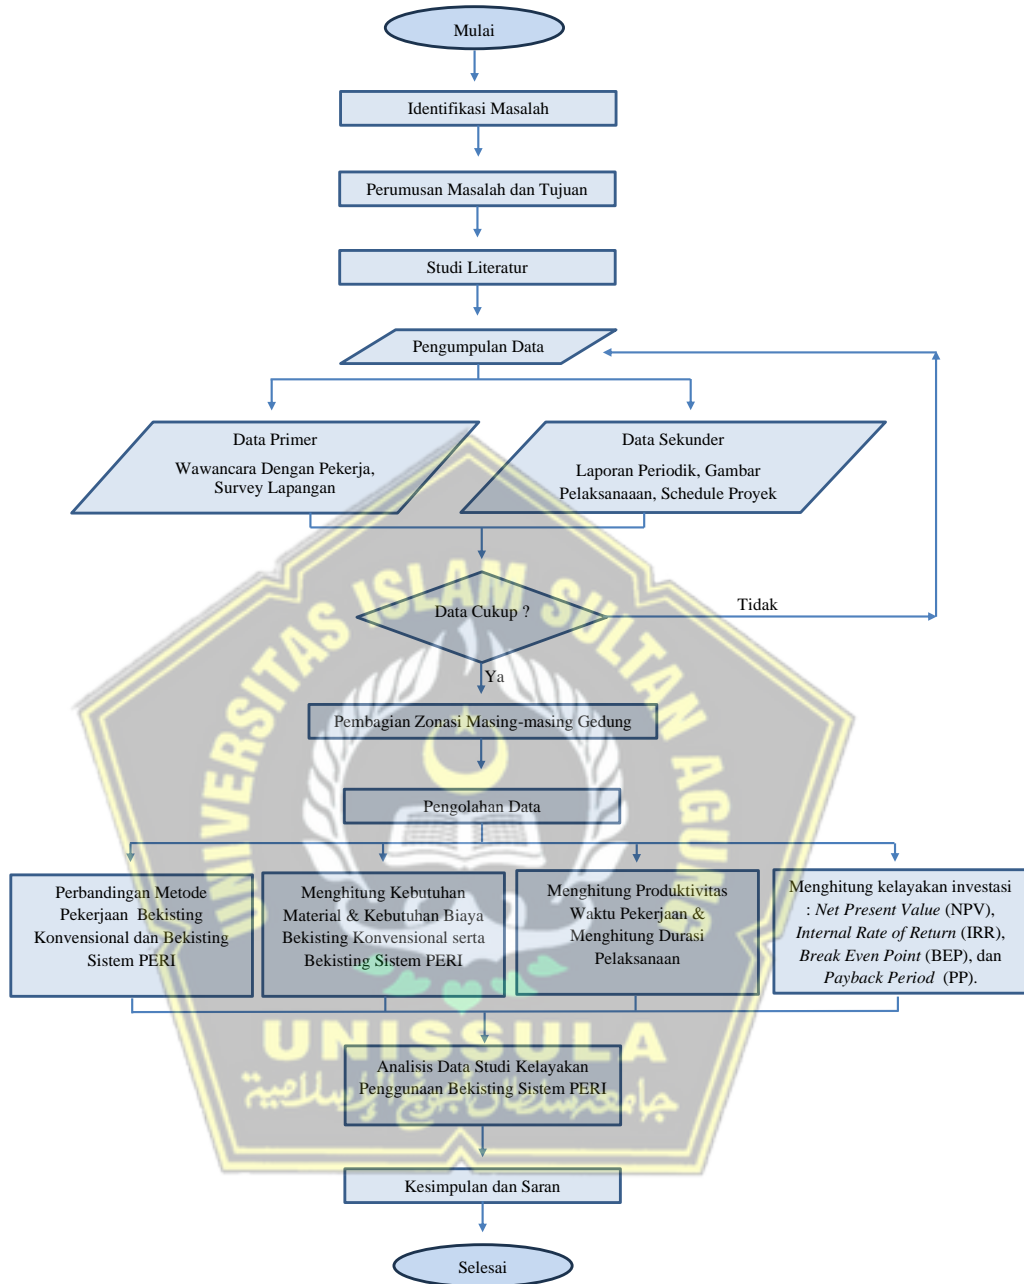 Mulai
Identifikasi Masalah
Perumusan Masalah dan Tujuan
Studi Literatur
Pengumpulan Data
Data Primer
Wawancara Dengan Pekerja,
Survey Lapangan
Data Sekunder
Laporan Periodik, Gambar
Pelaksanaaan, Schedule Proyek
Data Cukup ?
Tidak
Ya
Pembagian Zonasi Masing-masing Gedung
Pengolahan Data
Perbandingan Metode
Pekerjaan Bekisting
Konvensional dan Bekisting
Sistem PERI
Menghitung Kebutuhan
Material & Kebutuhan Biaya
Bekisting Konvensional serta
Bekisting Sistem PERI
Menghitung Produktivitas
Waktu Pekerjaan &
Menghitung Durasi
Pelaksanaan
Menghitung kelayakan investasi
: Net Present Value (NPV),
Internal Rate of Return (IRR),
Break Even Point (BEP), dan
Payback Period (PP).
Analisis Data Studi Kelayakan
Penggunaan Bekisting Sistem PERI
Kesimpulan dan Saran
Selesai
UNIVERSITAS ISLAM SULTAN AGUNG
UNISSULA
جامعة سلطان أجونج الإسلامية